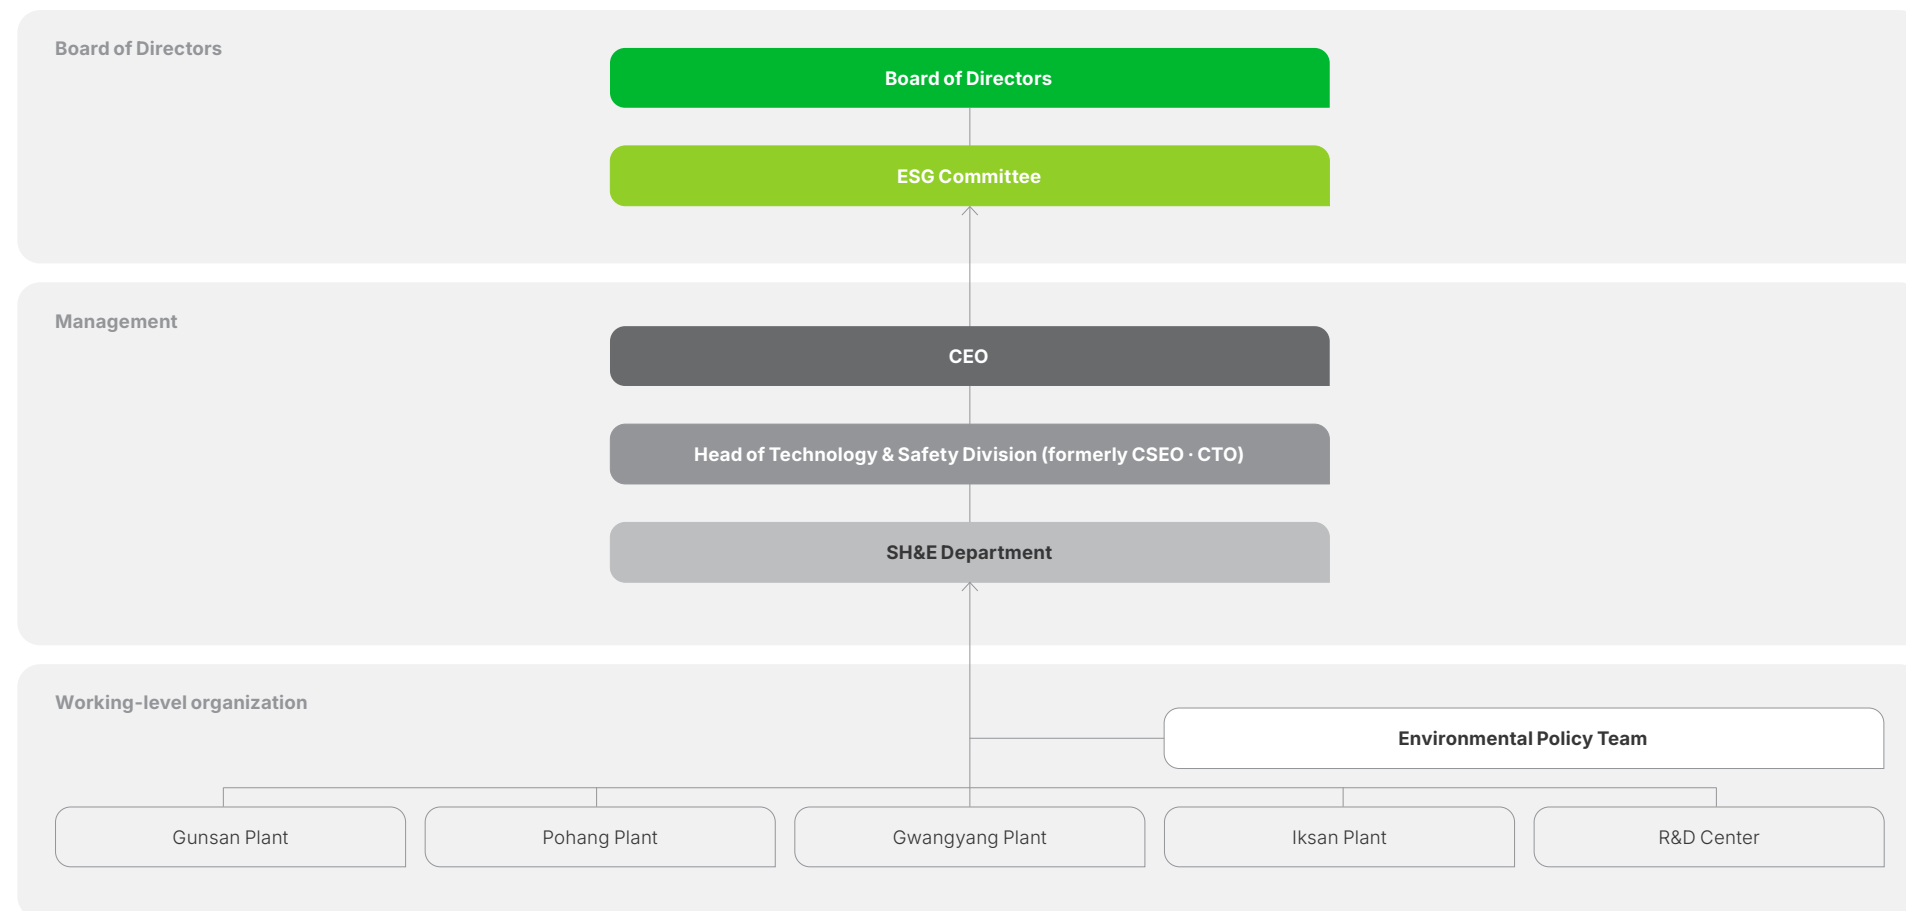 Board of Directors
Board of Directors
ESG Committee
Management
CEO
Head of Technology & Safety Division (formerly CSEO · CTO)
SH&E Department
Working-level organization
Environmental Policy Team
Gunsan Plant
Pohang Plant
Gwangyang Plant
Iksan Plant
R&D Center